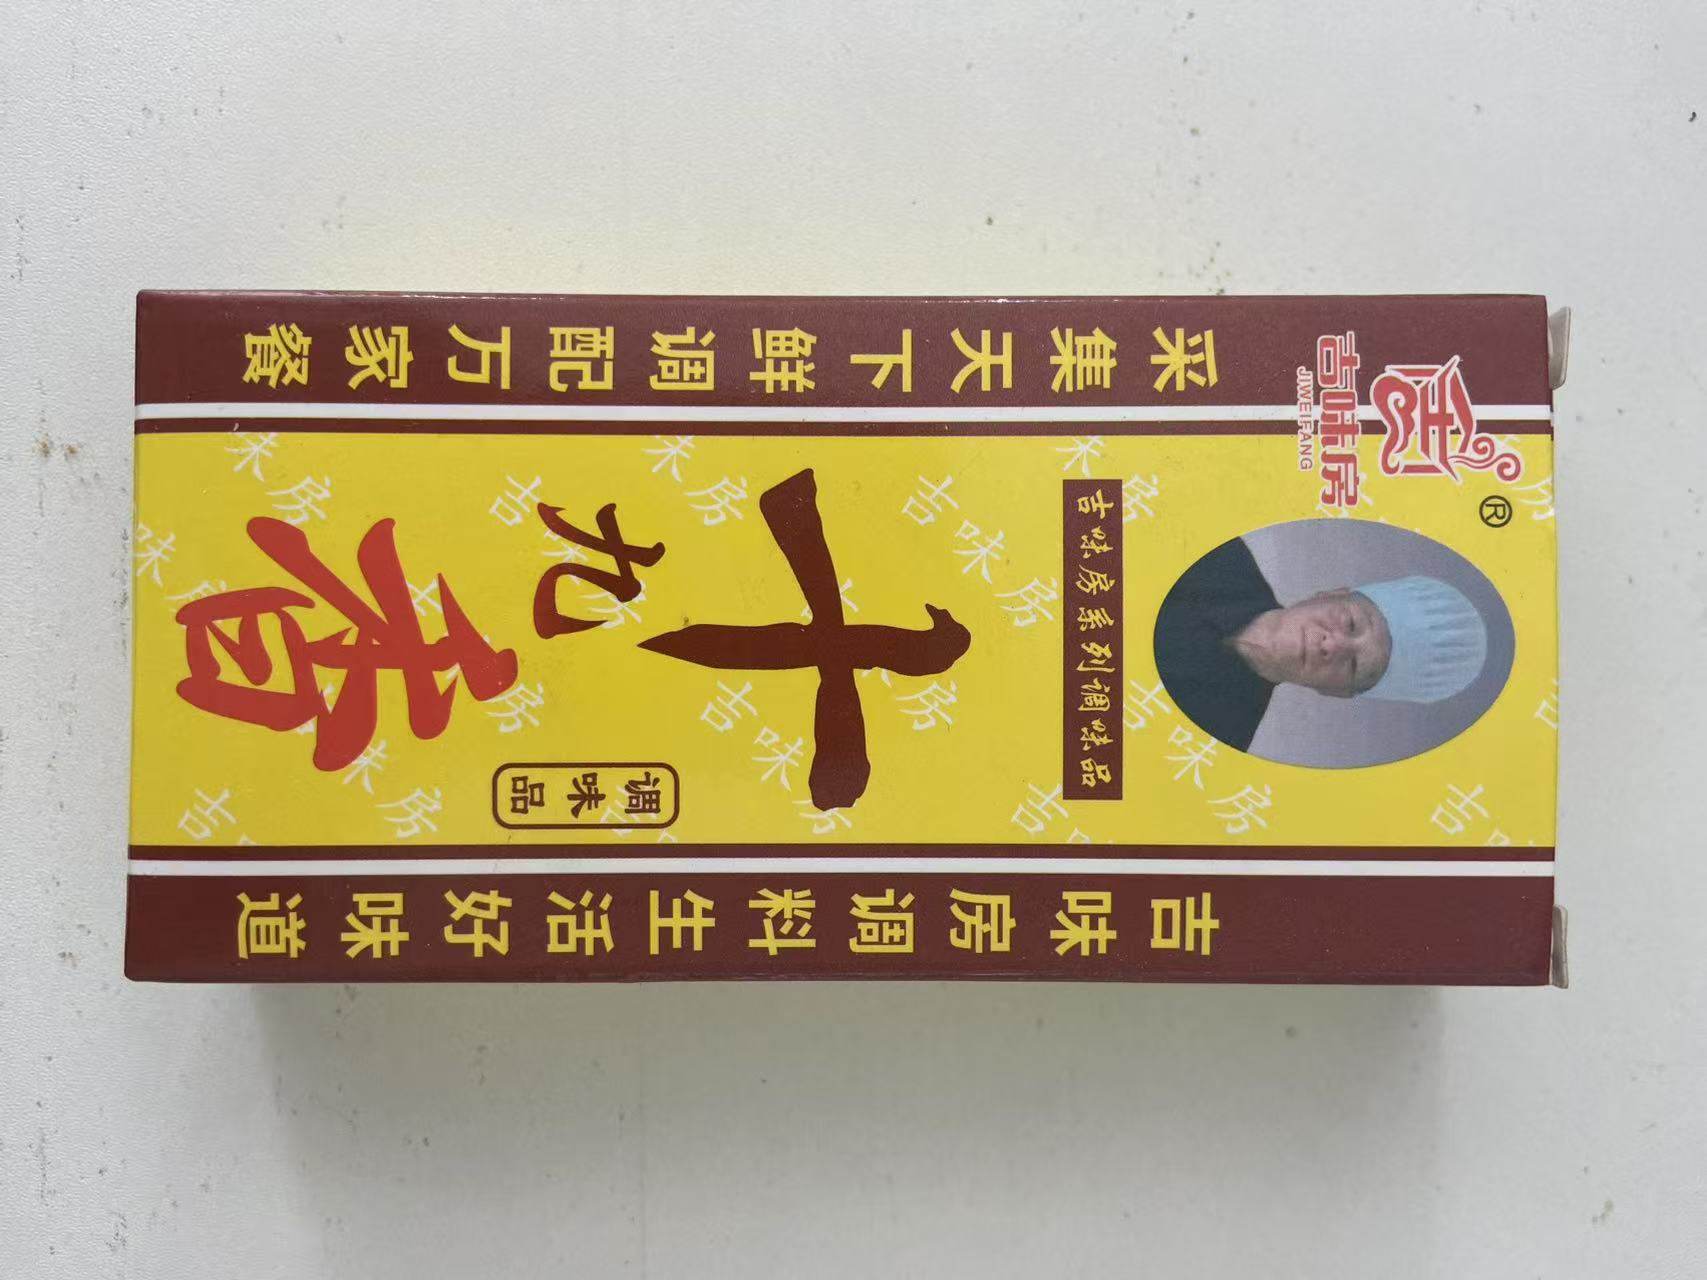 吉味房
JIWEIFANG
®
吉味房系列调味品
十九香
调味品
采集天下鲜调配万家餐
吉味房调料生活好味道